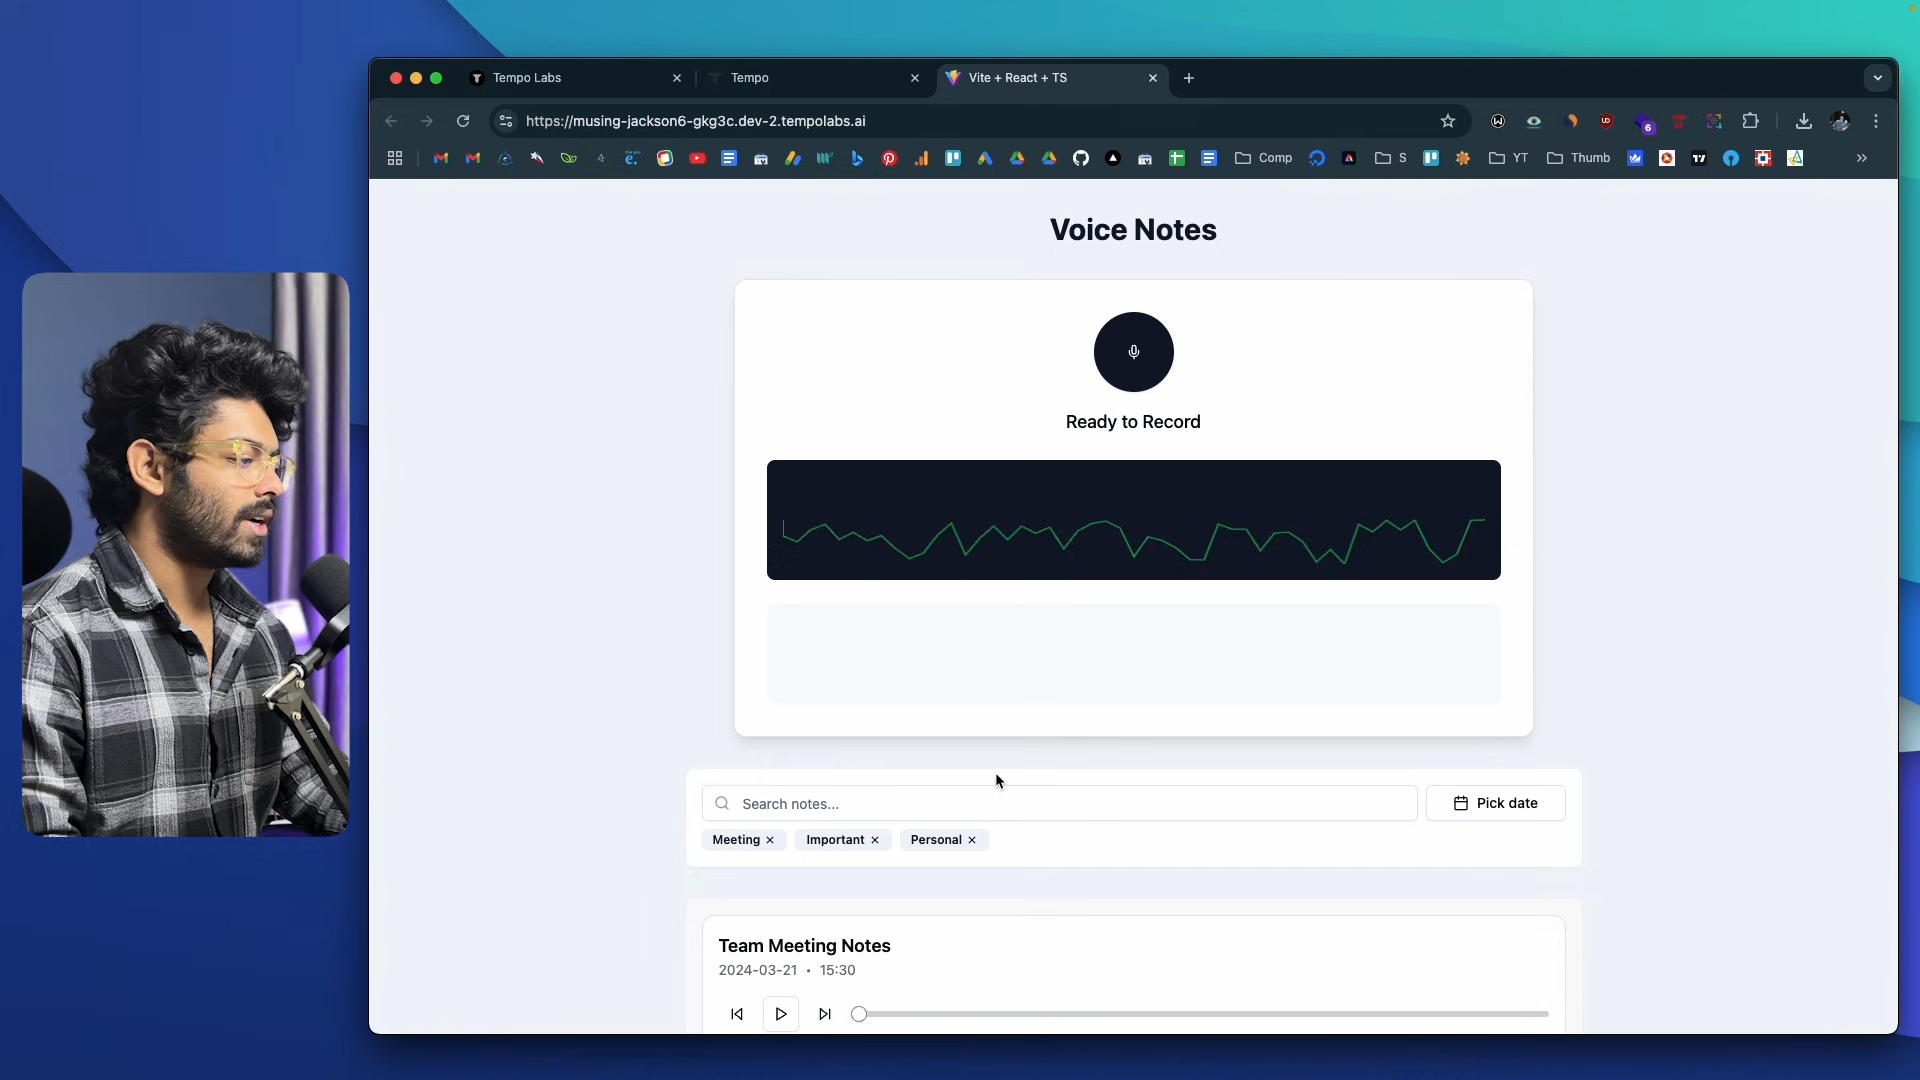 Tempo Labs
Tempo
Vite + React + TS
https://musing-jackson6-gkg3c.dev-2.tempolabs.ai
6
Comp
S
YT
Thumb
Voice Notes
Ready to Record
Search notes...
Pick date
Meeting
Important
Personal
Team Meeting Notes
2024-03-21 • 15:30